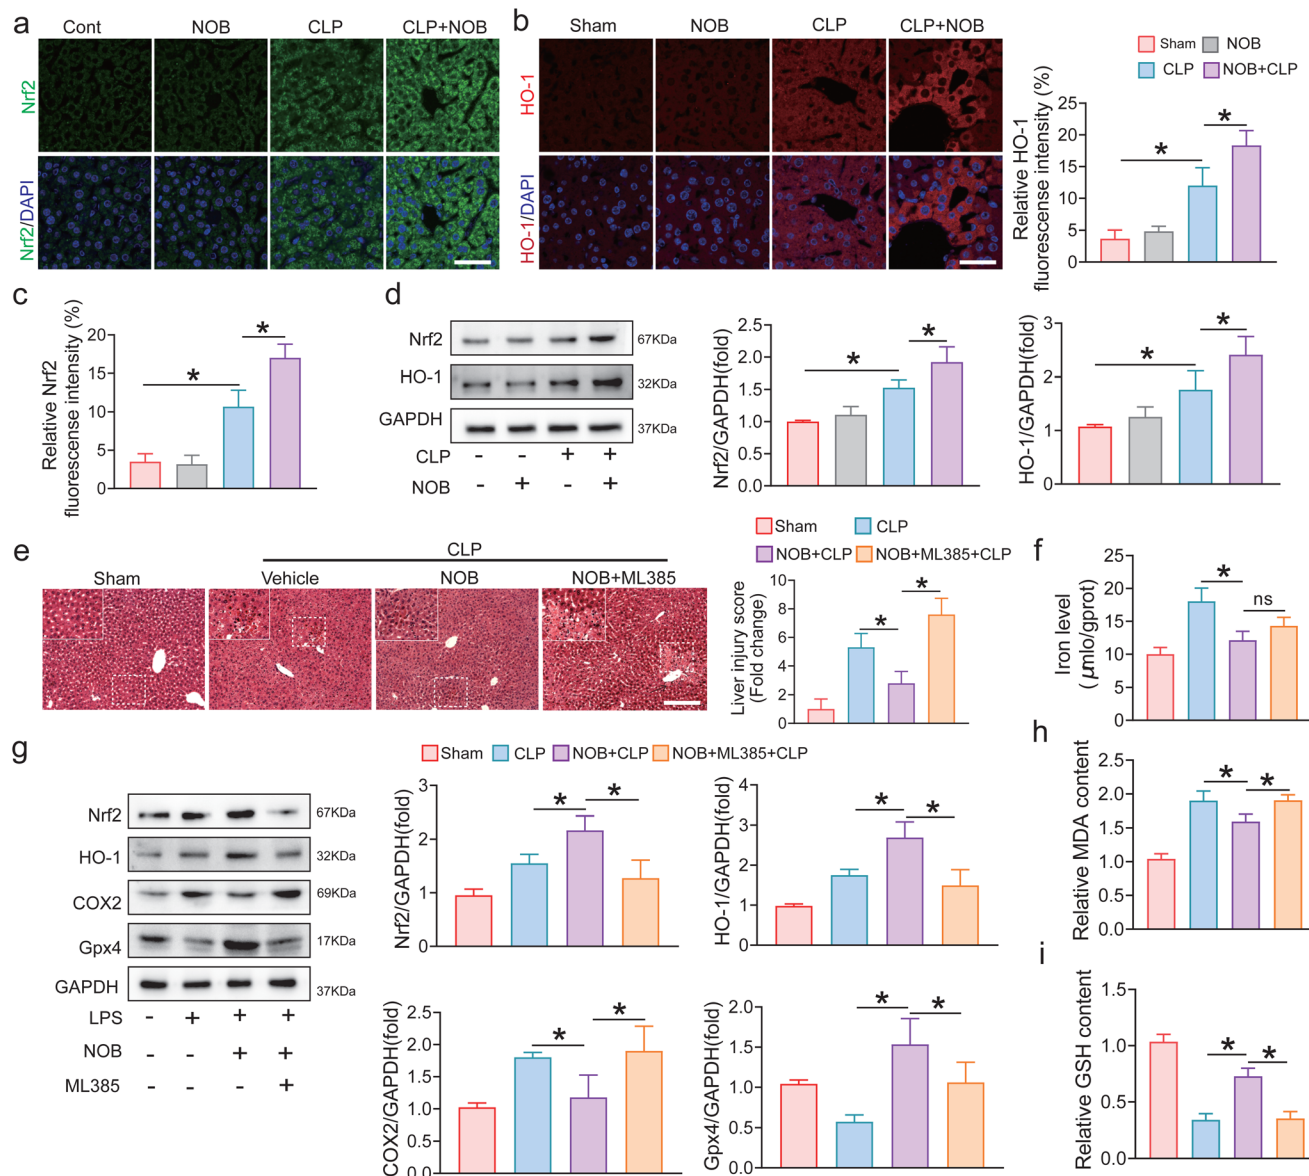 a
Cont NOB CLP CLP+NOB
Nrf2
Nrf2/DAPI
b
Sham NOB CLP CLP+NOB
HO-1
HO-1/DAPI
Sham NOB
CLP NOB+CLP
Relative HO-1
fluorescense intensity (%)
25
20
15
10
5
0
*
*
c
Relative Nrf2
fluorescense intensity (%)
20
15
10
5
0
*
*
d
Nrf2 67KDa
HO-1 32KDa
GAPDH 37KDa
CLP - - + +
NOB - + - +
Nrf2/GAPDH(fold)
2.5
2.0
1.5
1.0
0.5
0.0
*
*
HO-1/GAPDH(fold)
3
2
1
0
*
*
e
CLP
Sham Vehicle NOB NOB+ML385
Sham CLP
NOB+CLP NOB+ML385+CLP
Liver injury score
(Fold change)
10
8
6
4
2
0
*
*
f
Iron level
(μmlo/gprot)
25
20
15
10
5
0
*
ns
g
Nrf2 67KDa
HO-1 32KDa
COX2 69KDa
Gpx4 17KDa
GAPDH 37KDa
LPS - + + +
NOB - - + +
ML385 - - - +
Sham CLP NOB+CLP NOB+ML385+CLP
Nrf2/GAPDH(fold)
3
2
1
0
*
*
HO-1/GAPDH(fold)
4
3
2
1
0
*
*
COX2/GAPDH(fold)
2.5
2.0
1.5
1.0
0.5
0.0
*
*
Gpx4/GAPDH(fold)
2.0
1.5
1.0
0.5
0.0
*
*
h
Relative MDA content
2.5
2.0
1.5
1.0
0.5
0.0
*
*
i
Relative GSH content
1.5
1.0
0.5
0.0
*
*